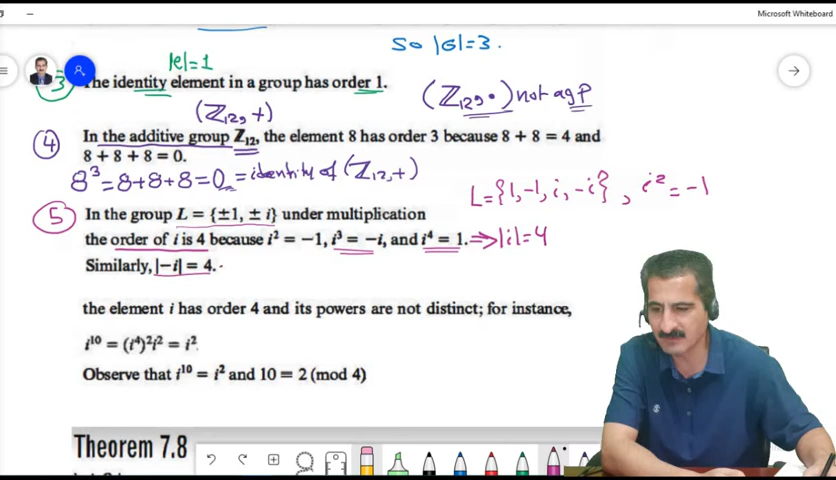 Microsoft Whiteboard
So |G|=3.
|e|=1
3 The identity element in a group has order 1.
(ℤ12, +)
(ℤ12, •) not a gP
4 In the additive group Z12, the element 8 has order 3 because 8 + 8 = 4 and
8 + 8 + 8 = 0.
8³=8+8+8=0=identity of (ℤ12,+)
L={1,-1,i,-i}, i²=-1
5 In the group L = {±1, ± i} under multiplication
the order of i is 4 because i² = −1, i³ = −i, and i⁴ = 1. ⇒|i|=4
Similarly, |−i| = 4.
the element i has order 4 and its powers are not distinct; for instance,
i¹⁰ = (i⁴)²i² = i².
Observe that i¹⁰ = i² and 10 ≡ 2 (mod 4)
Theorem 7.8